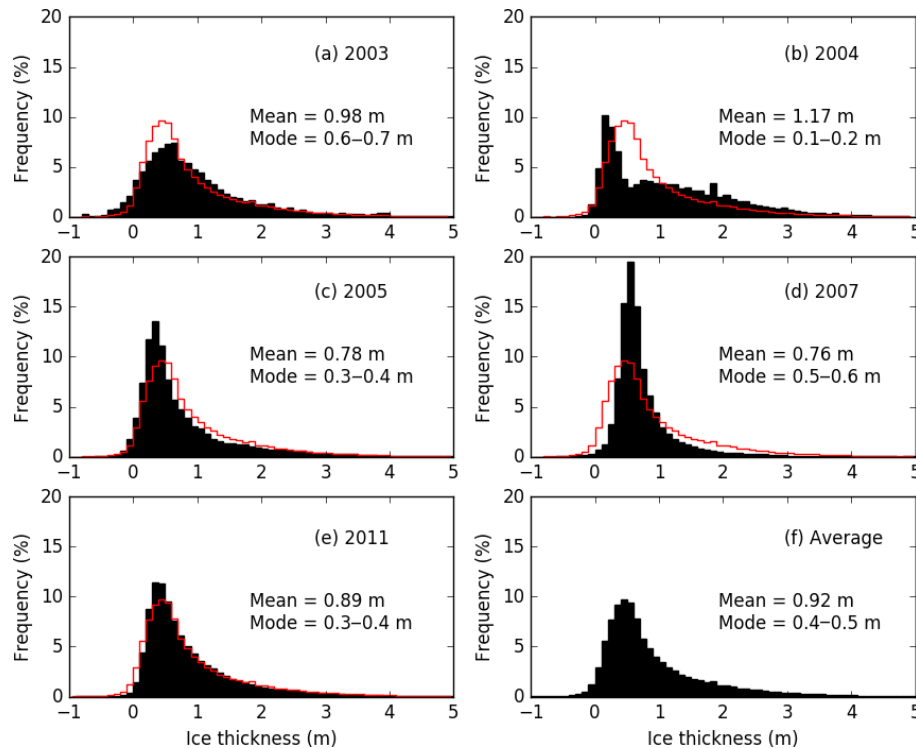 20
15
10
5
0
Frequency (%)
(a) 2003
Mean = 0.98 m
Mode = 0.6–0.7 m
−1 0 1 2 3 4 5
20
15
10
5
0
Frequency (%)
(b) 2004
Mean = 1.17 m
Mode = 0.1–0.2 m
−1 0 1 2 3 4 5
20
15
10
5
0
Frequency (%)
(c) 2005
Mean = 0.78 m
Mode = 0.3–0.4 m
−1 0 1 2 3 4 5
20
15
10
5
0
Frequency (%)
(d) 2007
Mean = 0.76 m
Mode = 0.5–0.6 m
−1 0 1 2 3 4 5
20
15
10
5
0
Frequency (%)
(e) 2011
Mean = 0.89 m
Mode = 0.3–0.4 m
−1 0 1 2 3 4 5
Ice thickness (m)
20
15
10
5
0
Frequency (%)
(f) Average
Mean = 0.92 m
Mode = 0.4–0.5 m
−1 0 1 2 3 4 5
Ice thickness (m)